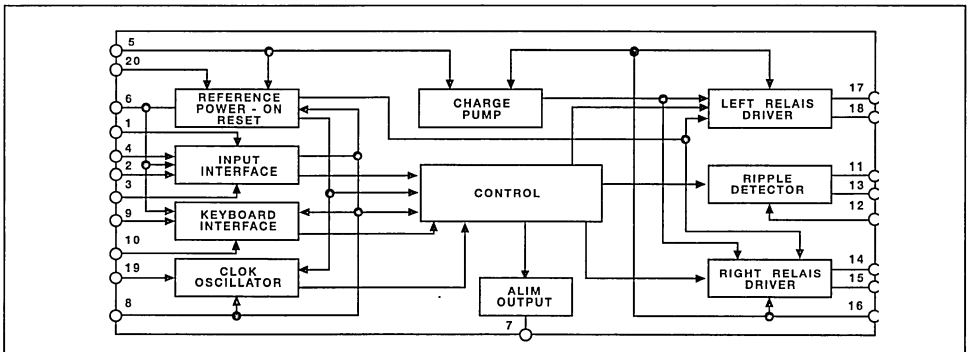 5
20
6
1
4
2
3
9
10
19
8
REFERENCE
POWER - ON
RESET
INPUT
INTERFACE
KEYBOARD
INTERFACE
CLOK
OSCILLATOR
CHARGE
PUMP
CONTROL
ALIM
OUTPUT
7
LEFT RELAIS
DRIVER
RIPPLE
DETECTOR
RIGHT RELAIS
DRIVER
17
18
11
13
12
14
15
16